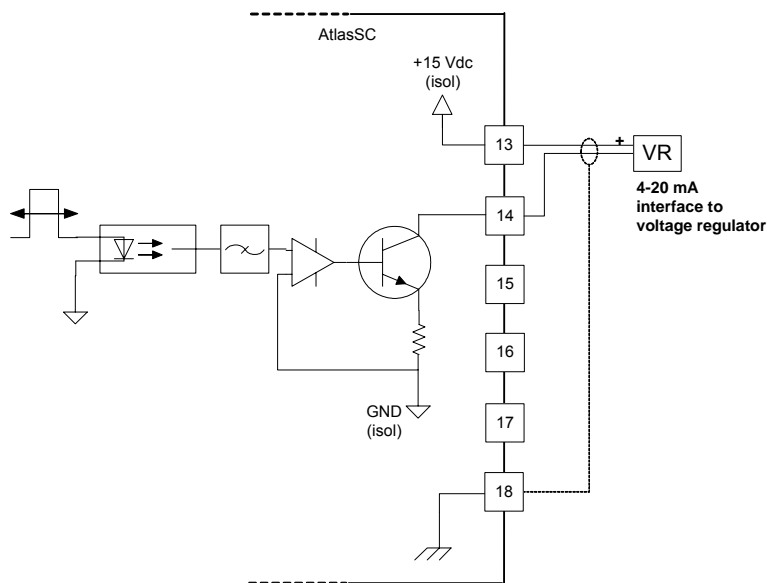 AtlasSC
+15 Vdc
(isol)
13
+
VR
4-20 mA
interface to
voltage regulator
14
15
16
GND
(isol)
17
18